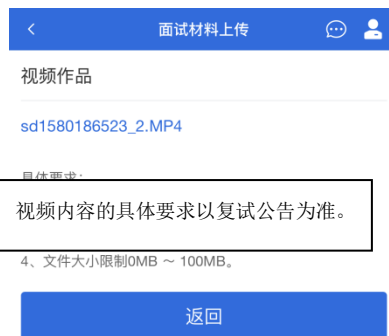 面试材料上传
视频作品
sd1580186523_2.MP4
具体要求：
视频内容的具体要求以复试公告为准。
4、文件大小限制0MB ～ 100MB。
返回